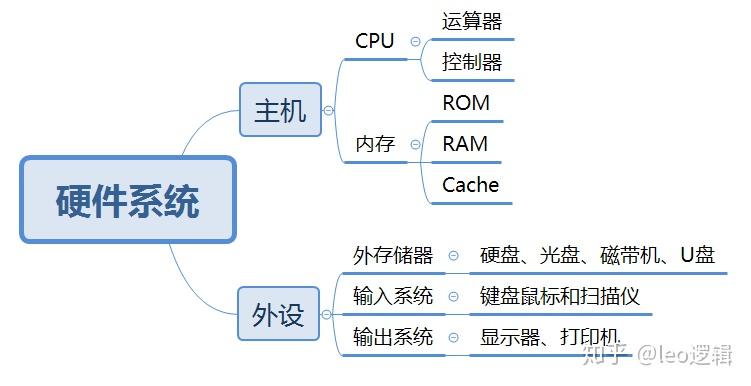 硬件系统
主机
CPU
运算器
控制器
内存
ROM
RAM
Cache
外设
外存储器
硬盘、光盘、磁带机、U盘
输入系统
键盘鼠标和扫描仪
输出系统
显示器、打印机
知乎 @leo逻辑